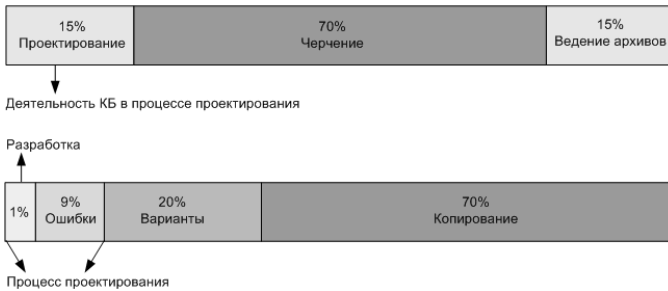 15%
Проектирование
70%
Черчение
15%
Ведение архивов
Деятельность КБ в процессе проектирования
Разработка
1%
9%
Ошибки
20%
Варианты
70%
Копирование
Процесс проектирования